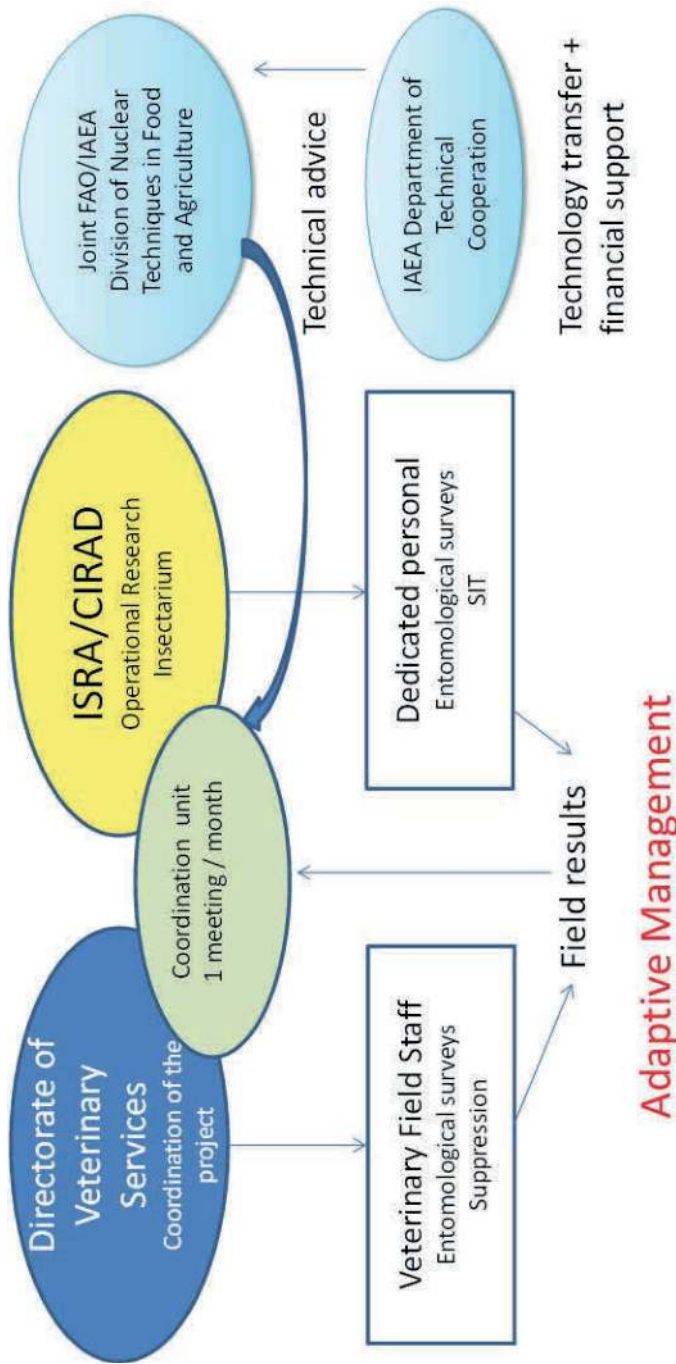 Directorate of
Veterinary
Services
Coordination of the
project
Coordination unit
1 meeting / month
ISRA/CIRAD
Operational Research
Insectarium
Joint FAO/IAEA
Division of Nuclear
Techniques in Food
and Agriculture
Technical advice
Veterinary Field Staff
Entomological surveys
Suppression
Dedicated personal
Entomological surveys
SIT
IAEA Department of
Technical
Cooperation
Field results
Technology transfer +
financial support
Adaptive Management